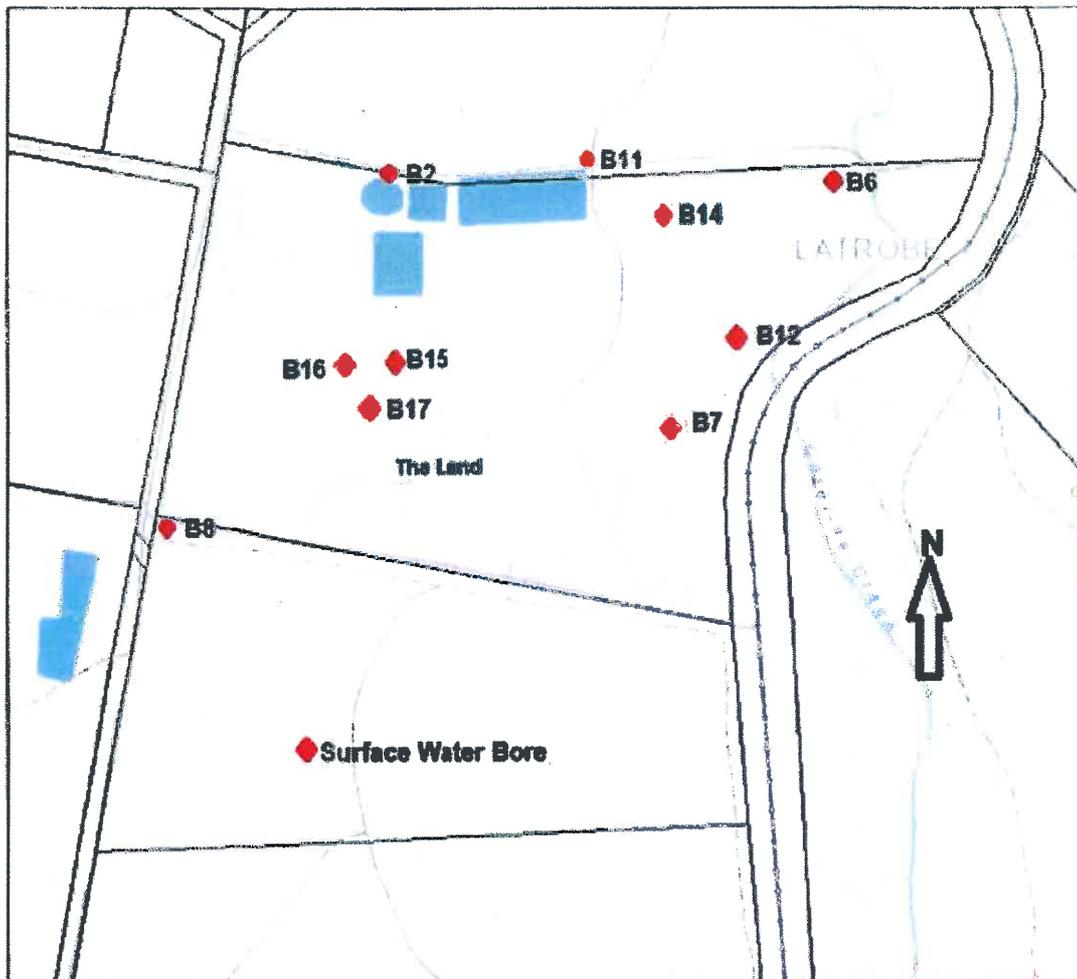 B11
B2
B6
B14
LATROBE
B12
B15
B16
B17
B7
The Land
B8
N
Surface Water Bore